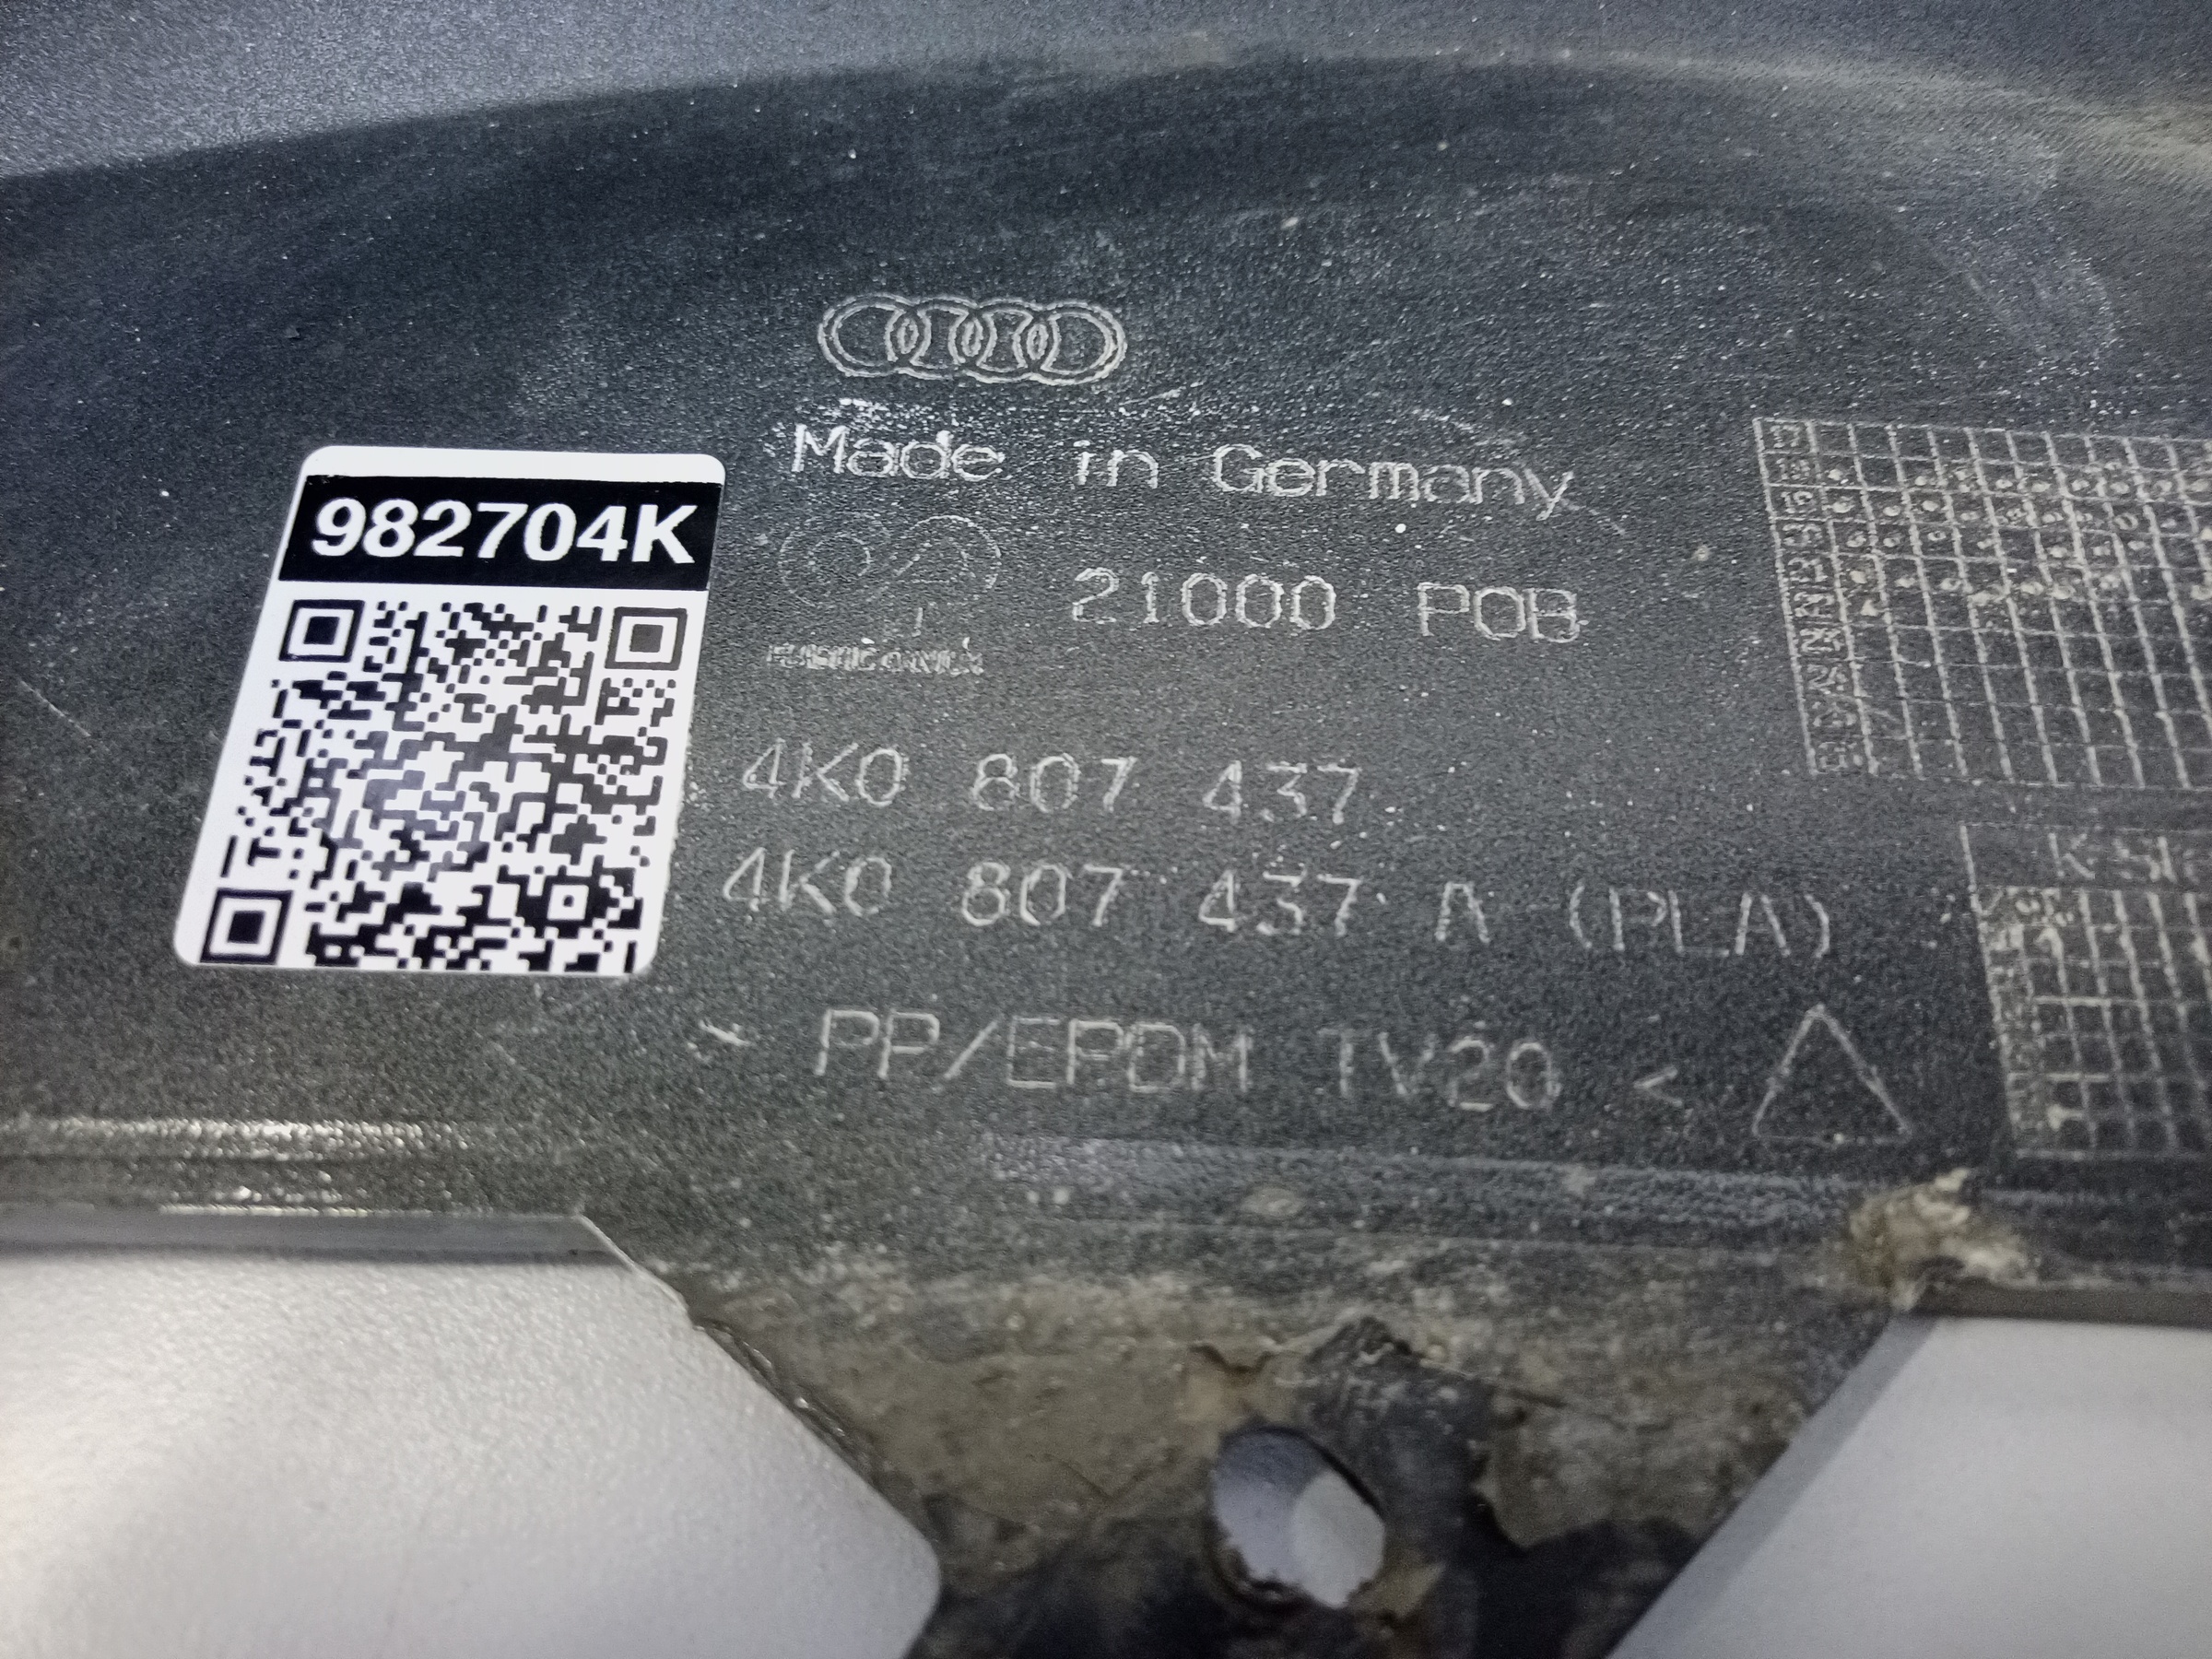 982704K
Made in Germany
21000 POB
4K0 807 437
4K0 807 437 A (PLA)
> PP/EPDM TV20 <